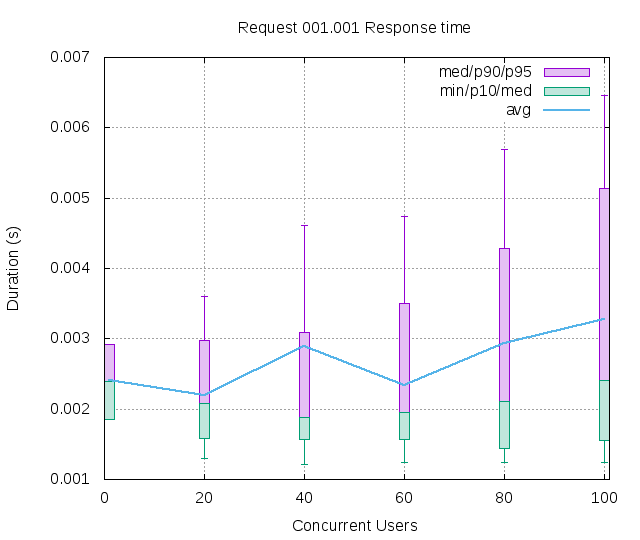 Request 001.001 Response time
0.007
med/p90/p95
min/p10/med
avg
0.006
0.005
0.004
0.003
0.002
0.001
Duration (s)
0 20 40 60 80 100
Concurrent Users